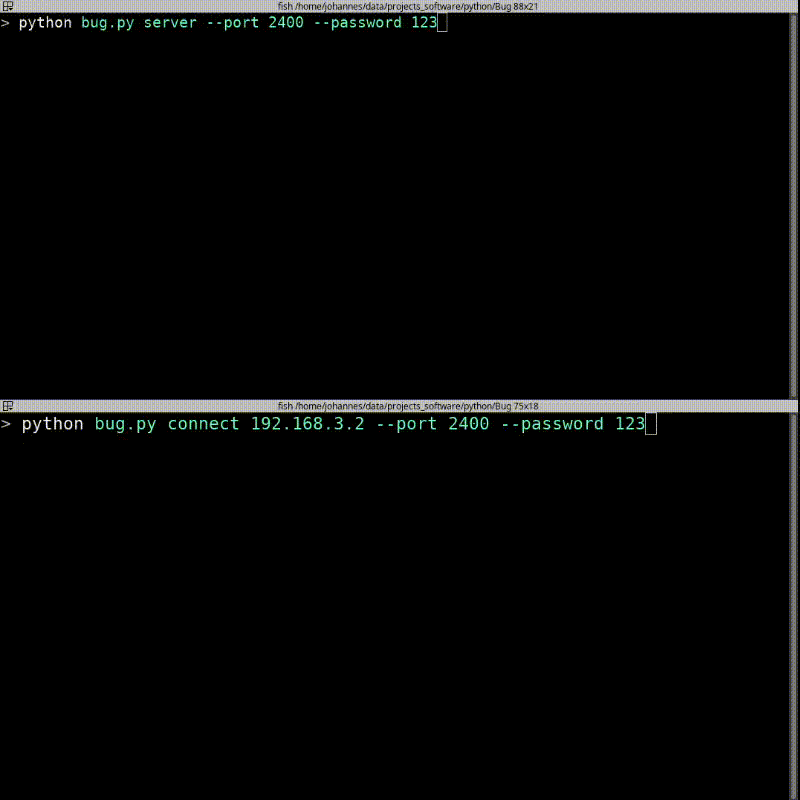 fish /home/johannes/data/projects_software/python/Bug 88x21
> python bug.py server --port 2400 --password 123
fish /home/johannes/data/projects_software/python/Bug 75x18
> python bug.py connect 192.168.3.2 --port 2400 --password 123